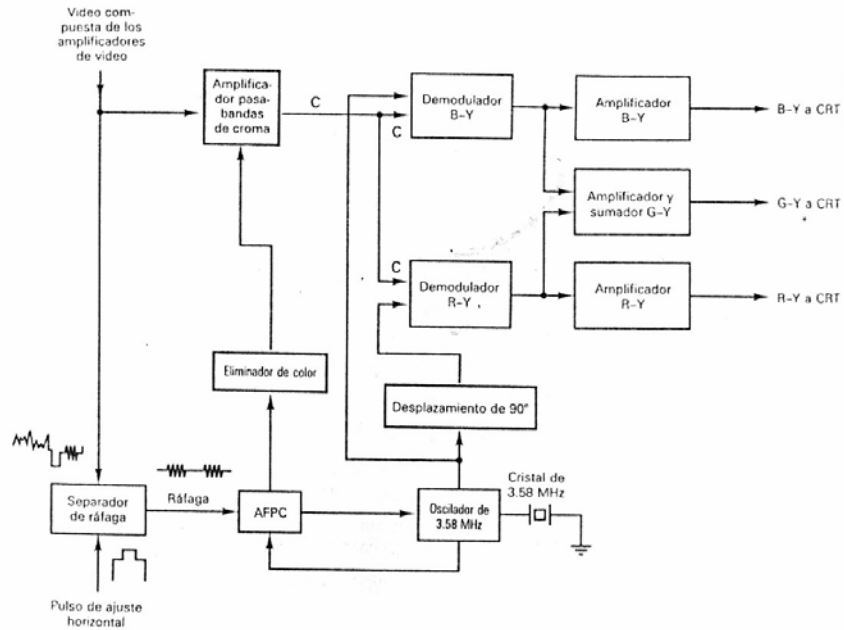 Video com-
puesta de los
amplificadores
de video
Amplifica-
dor pasa-
bandas
de croma
C
C
Demodulador
B-Y
Amplificador
B-Y
B-Y a CRT
Amplificador y
sumador G-Y
G-Y a CRT
C
Demodulador
R-Y
Amplificador
R-Y
R-Y a CRT
Eliminador de color
Desplazamiento de 90°
Separador
de ráfaga
Ráfaga
AFPC
Oscilador de
3.58 MHz
Cristal de
3.58 MHz
Pulso de ajuste
horizontal